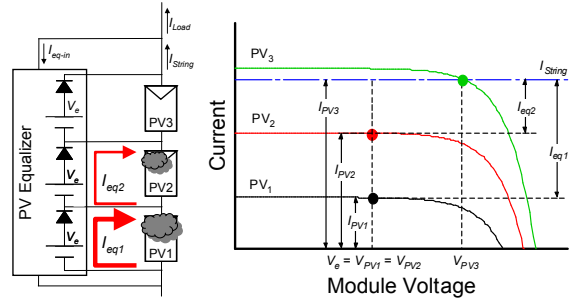 I_Load
I_eq-in
I_String
PV Equalizer
V_e
PV3
V_e
PV2
I_eq2
V_e
PV1
I_eq1
Current
PV_3
I_String
I_PV3
I_eq2
PV_2
I_PV2
I_eq1
PV_1
I_PV1
V_e = V_PV1 = V_PV2
V_PV3
Module Voltage